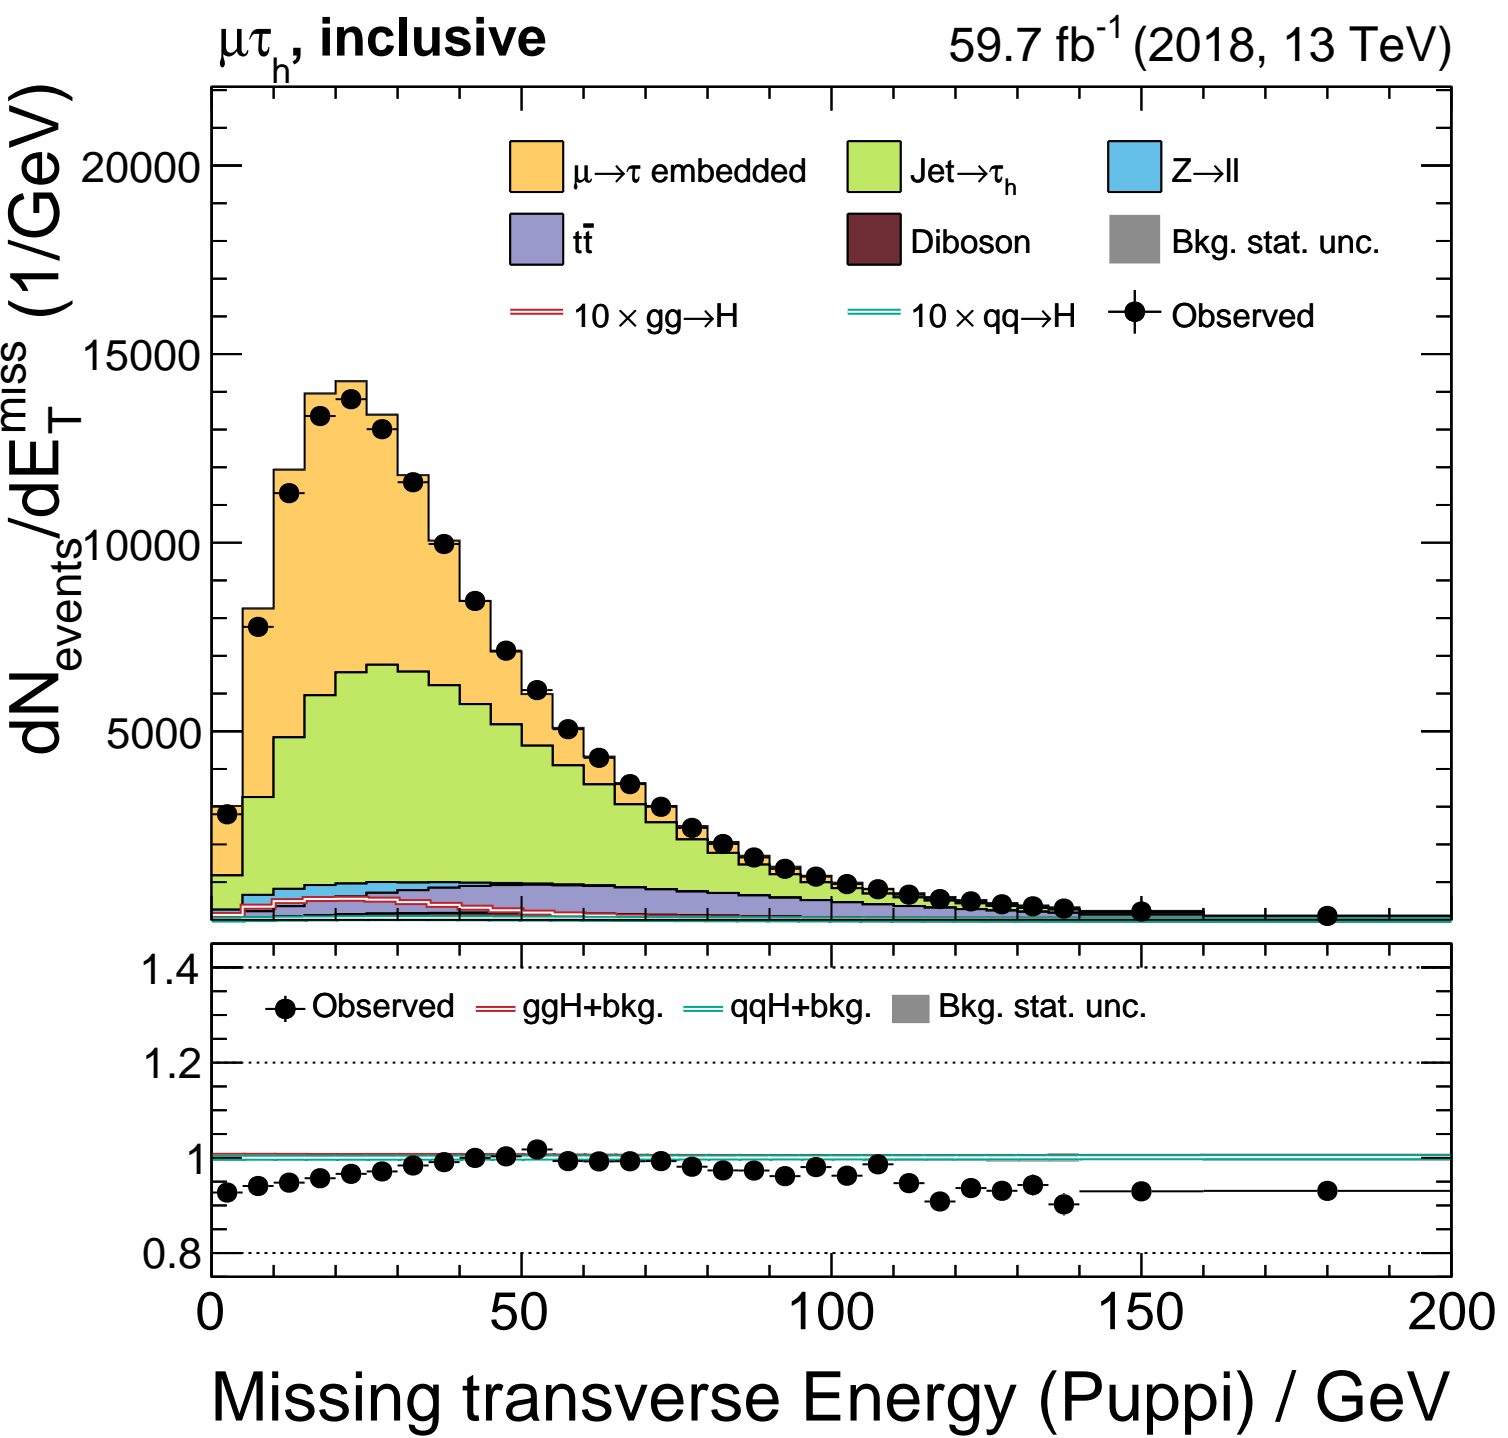 μτh, inclusive
59.7 fb-1 (2018, 13 TeV)
dNevents/dETmiss (1/GeV)
20000
15000
10000
5000
μ→τ embedded
Jet→τh
Z→ll
tt̄
Diboson
Bkg. stat. unc.
10 × gg→H
10 × qq→H
Observed
1.4
1.2
1
0.8
Observed
ggH+bkg.
qqH+bkg.
Bkg. stat. unc.
0
50
100
150
200
Missing transverse Energy (Puppi) / GeV